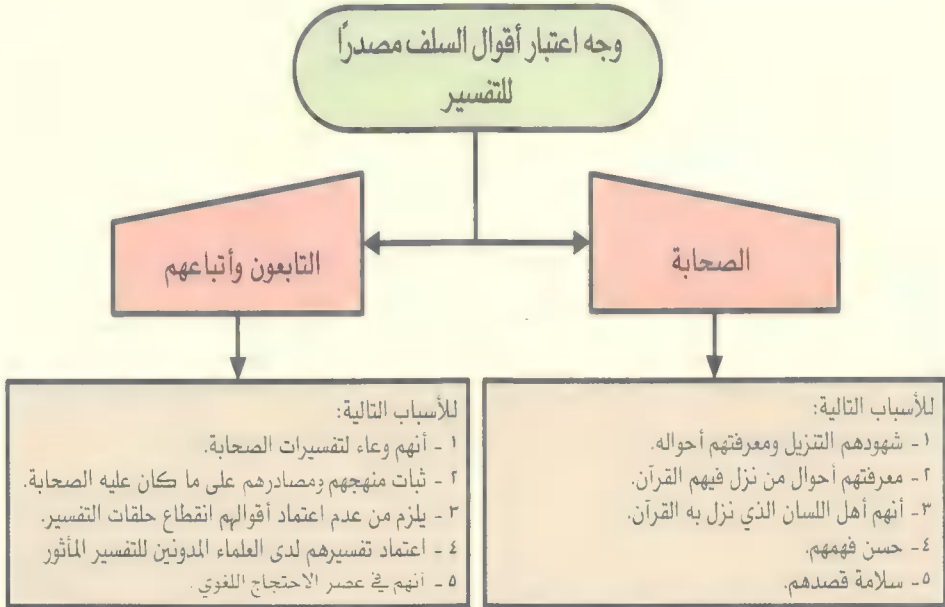 وجه اعتبار أقوال السلف مصدرًا
للتفسير
الصحابة
التابعون وأتباعهم
للأسباب التالية:
١ - شهودهم التنزيل ومعرفتهم أحواله.
٢ - معرفتهم أحوال من نزل فيهم القرآن.
٣ - أنهم أهل اللسان الذي نزل به القرآن.
٤ - حسن فهمهم.
٥ - سلامة قصدهم.
للأسباب التالية:
١ - أنهم وعاء لتفسيرات الصحابة.
٢ - ثبات منهجهم ومصادرهم على ما كان عليه الصحابة.
٣ - يلزم من عدم اعتماد أقوالهم انقطاع حلقات التفسير.
٤ - اعتماد تفسيرهم لدى العلماء المدونين للتفسير المأثور
٥ - أنهم في عصر الاحتجاج اللغوي.